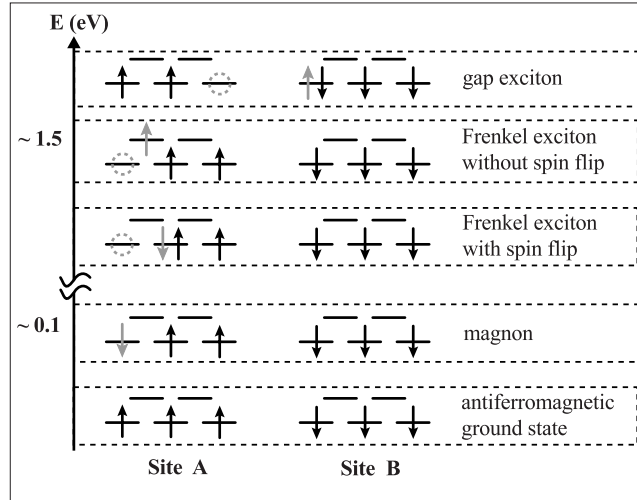 E (eV)
gap exciton
~ 1.5
Frenkel exciton
without spin flip
Frenkel exciton
with spin flip
~ 0.1
magnon
antiferromagnetic
ground state
Site A
Site B